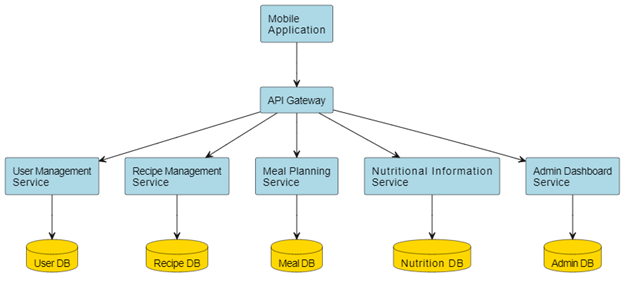 Mobile
Application
API Gateway
User Management
Service
Recipe Management
Service
Meal Planning
Service
Nutritional Information
Service
Admin Dashboard
Service
User DB
Recipe DB
Meal DB
Nutrition DB
Admin DB